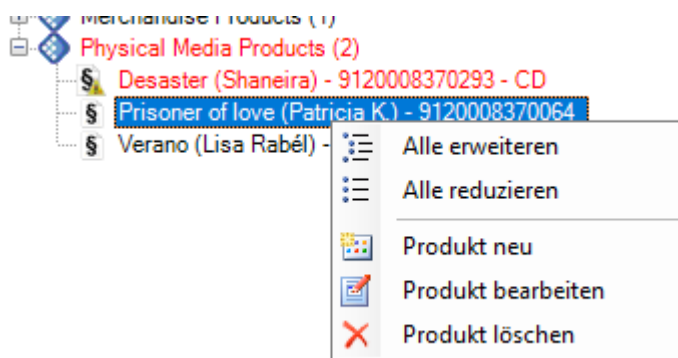 Merchandise Products (1)
Physical Media Products (2)
§ Desaster (Shaneira) - 9120008370293 - CD
§ Prisoner of love (Patricia K.) - 9120008370064
§ Verano (Lisa Rabél) -
Alle erweiteren
Alle reduzieren
Produkt neu
Produkt bearbeiten
Produkt löschen